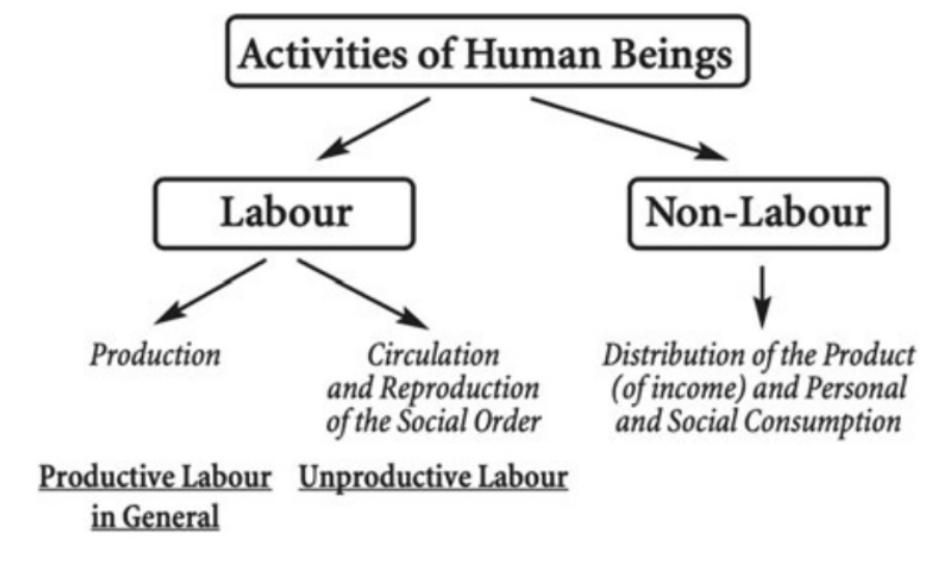 Activities of Human Beings
Labour
Non-Labour
Production
Circulation
and Reproduction
of the Social Order
Distribution of the Product
(of income) and Personal
and Social Consumption
Productive Labour
in General
Unproductive Labour